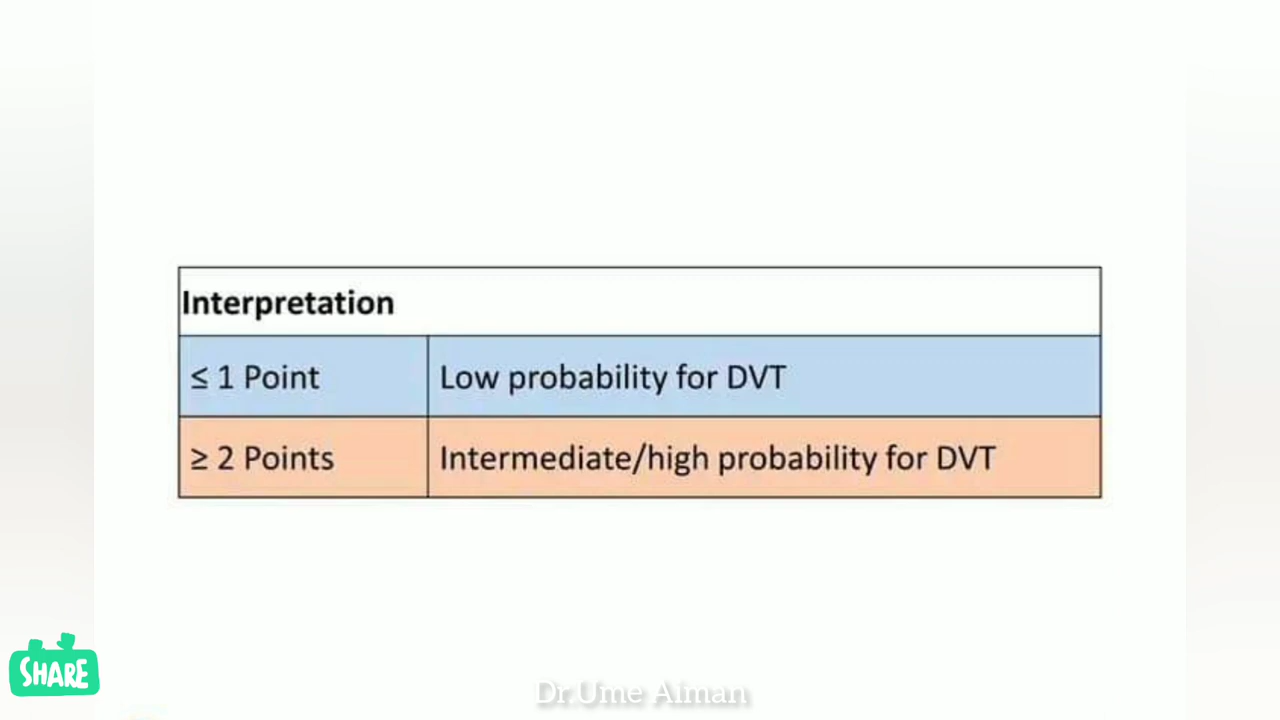 Interpretation
≤ 1 Point Low probability for DVT
≥ 2 Points Intermediate/high probability for DVT
SHARE
Dr.Ume Aiman